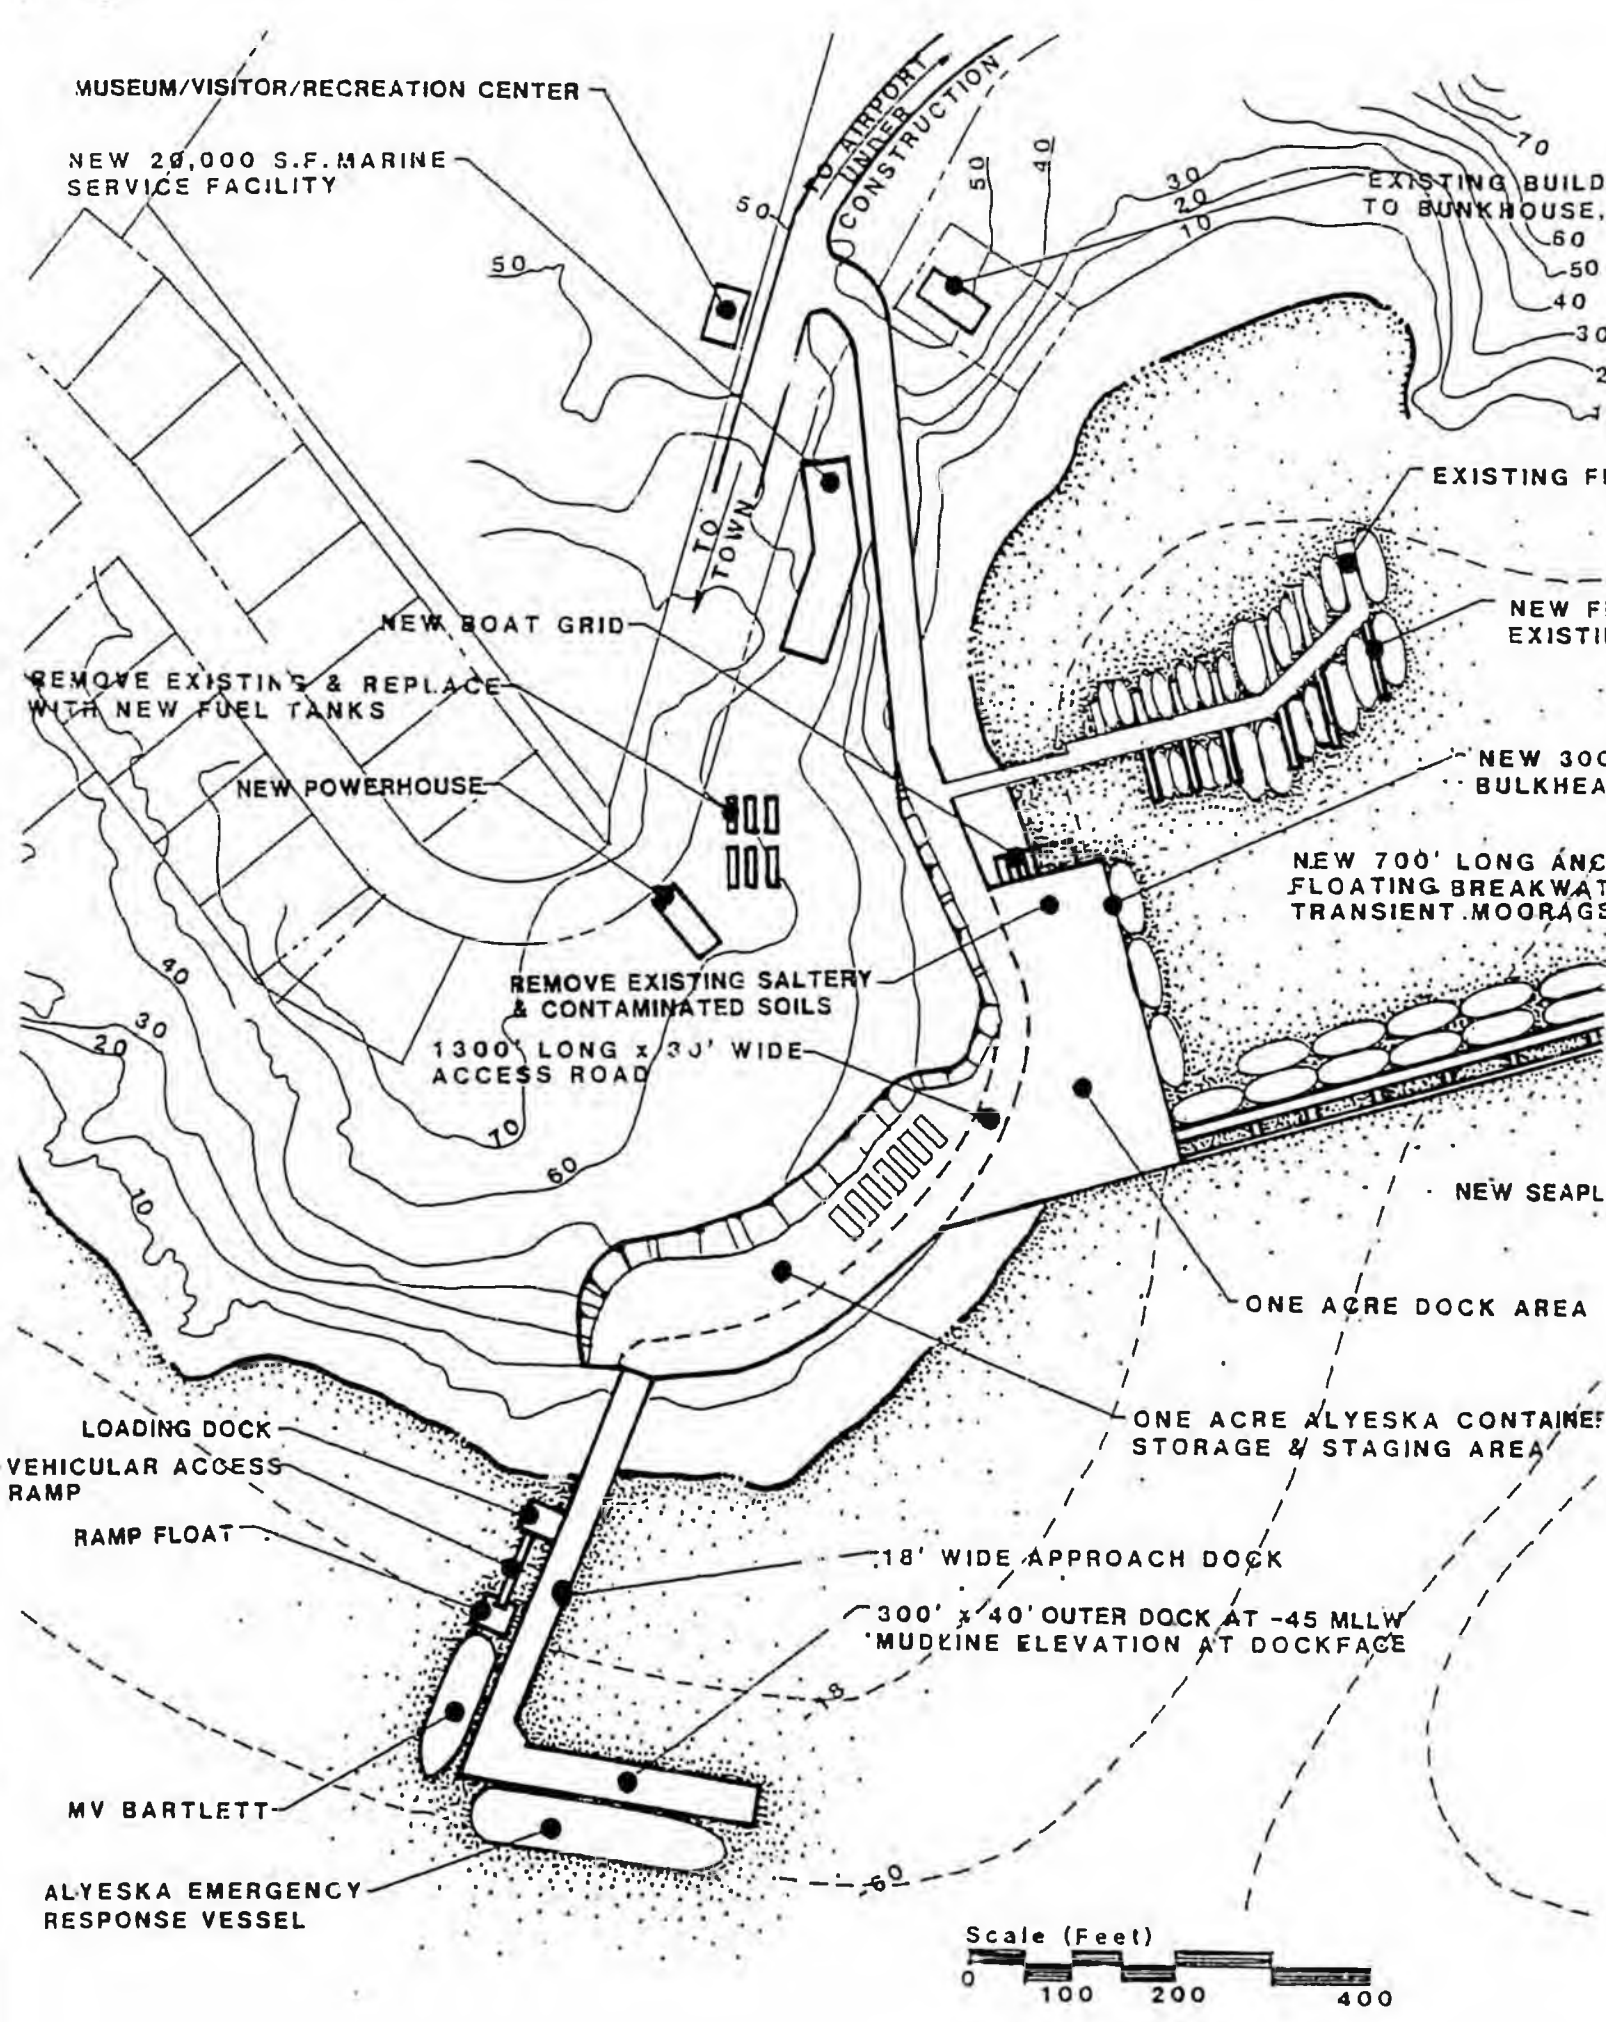 MUSEUM/VISITOR/RECREATION CENTER
NEW 20,000 S.F. MARINE
SERVICE FACILITY
TO AIRPORT
UNDER
CONSTRUCTION
50
50
50
40
30
20
10
70
EXISTING BUILD
TO BUNKHOUSE,
60
50
40
30
2
1
EXISTING F
TO
TOWN
NEW F
EXISTI
NEW BOAT GRID
REMOVE EXISTING & REPLACE
WITH NEW FUEL TANKS
NEW POWERHOUSE
NEW 300
BULKHEA
NEW 700' LONG ANC
FLOATING BREAKWAT
TRANSIENT MOORAGE
REMOVE EXISTING SALTERY
& CONTAMINATED SOILS
1300' LONG x 30' WIDE
ACCESS ROAD
40
30
20
10
70
60
NEW SEAPL
ONE ACRE DOCK AREA
ONE ACRE ALYESKA CONTAINER
STORAGE & STAGING AREA
LOADING DOCK
VEHICULAR ACCESS
RAMP
RAMP FLOAT
18' WIDE APPROACH DOCK
300' x 40' OUTER DOCK AT -45 MLLW
MUDLINE ELEVATION AT DOCKFACE
-18
MV BARTLETT
-60
ALYESKA EMERGENCY
RESPONSE VESSEL
Scale (Feet)
0 100 200 400